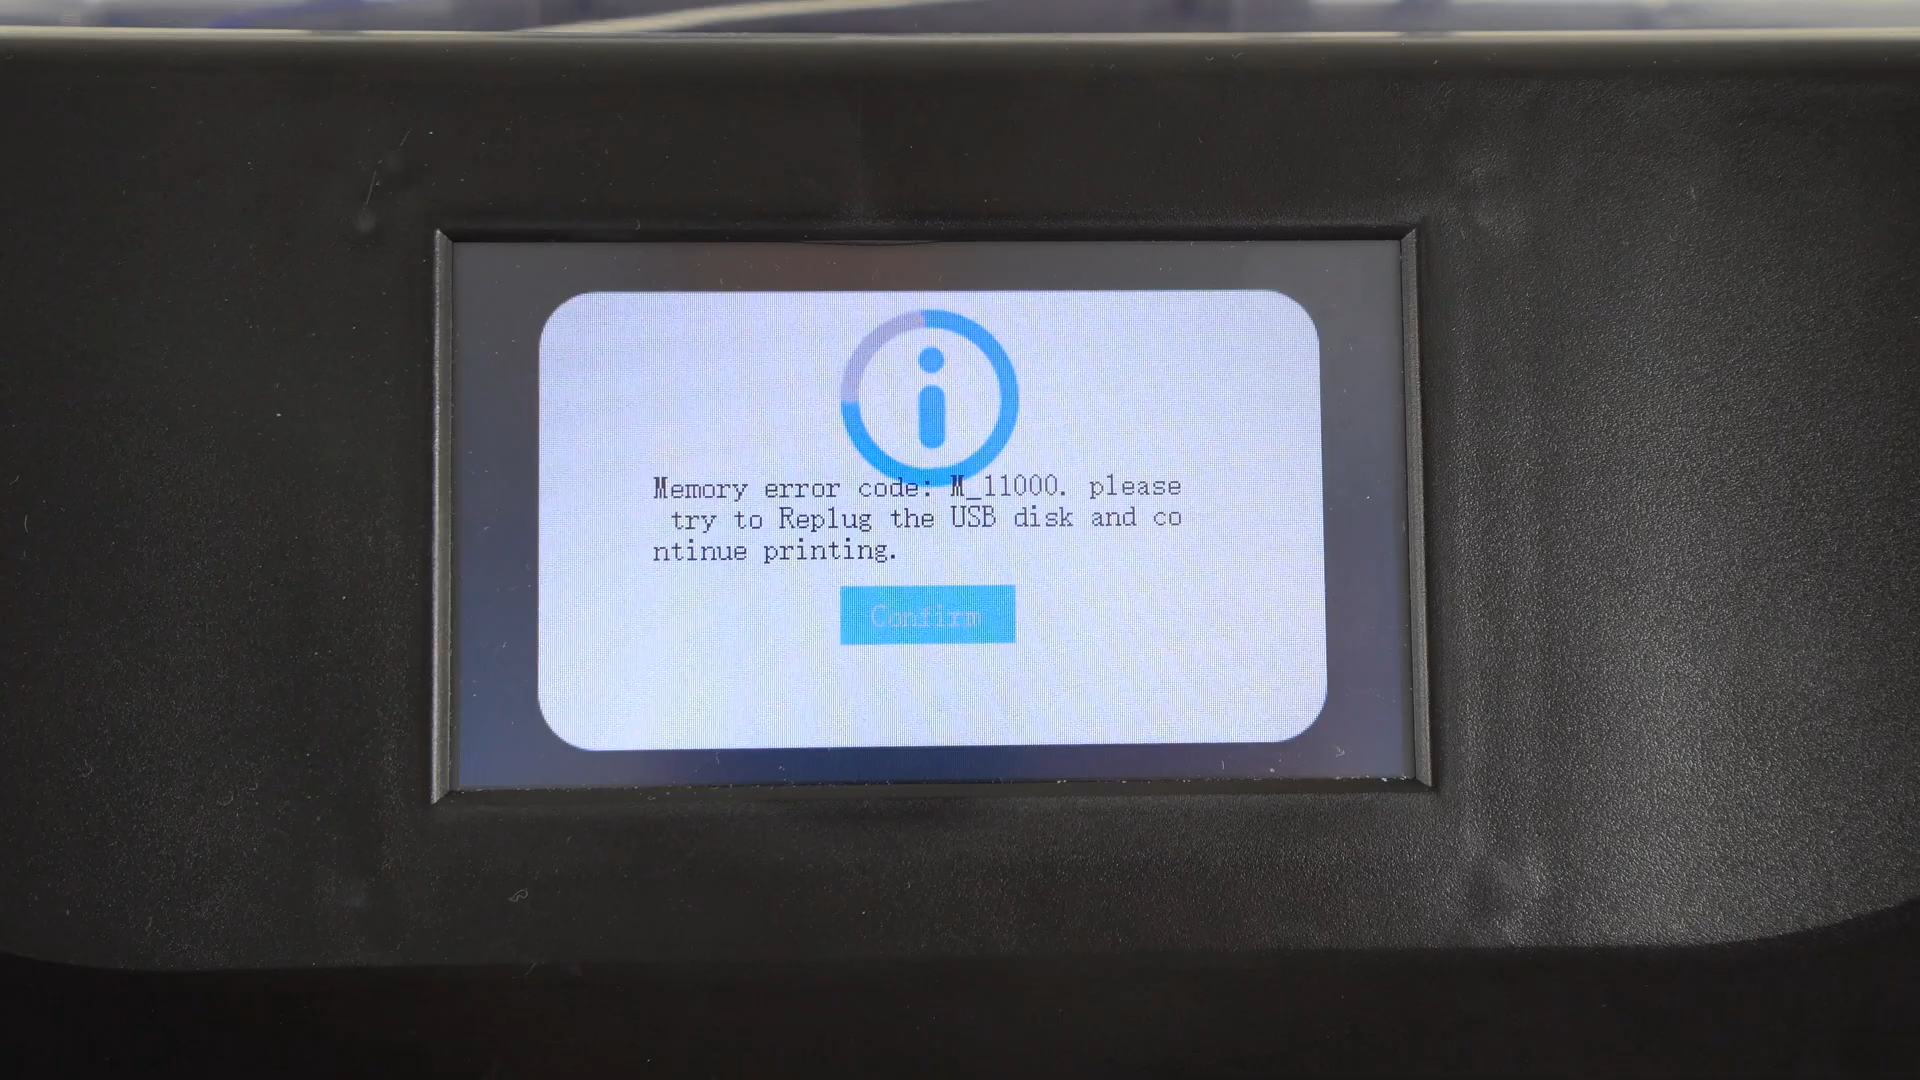 Memory error code: M_11000. please
try to Replug the USB disk and co
ntinue printing.
Confirm